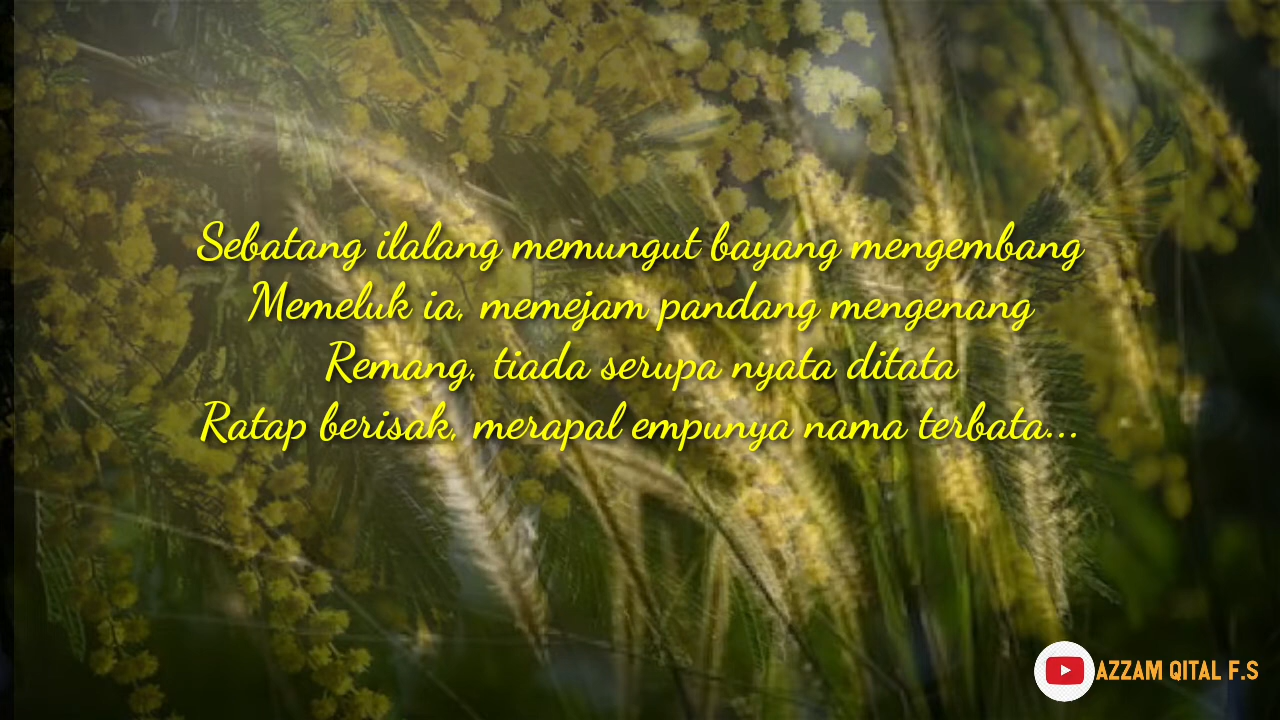 Sebatang ilalang memungut bayang mengembang
Memeluk ia, memejam pandang mengenang
Remang, tiada serupa nyata ditata
Ratap berisak, merapal empunya nama terbata...
AZZAM QITAL F.S